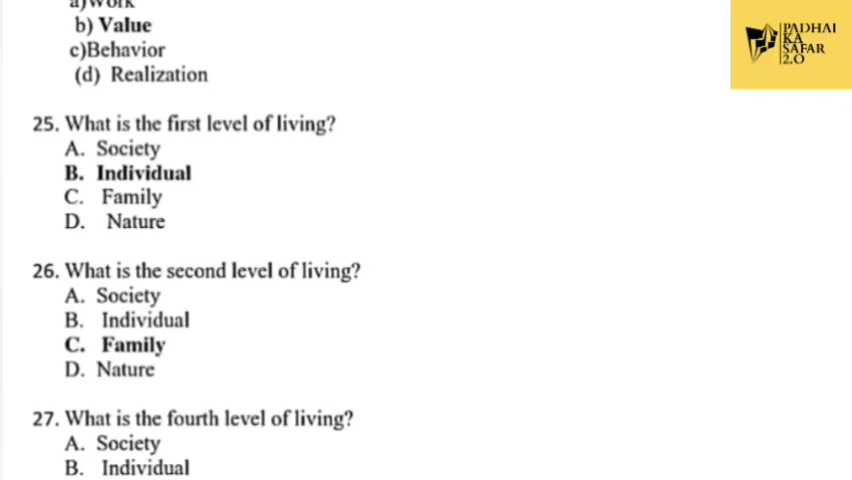 a) Work
b) Value
c)Behavior
(d) Realization
25. What is the first level of living?
A. Society
B. Individual
C. Family
D. Nature
26. What is the second level of living?
A. Society
B. Individual
C. Family
D. Nature
27. What is the fourth level of living?
A. Society
B. Individual
PADHAI
KA
SAFAR
2.O